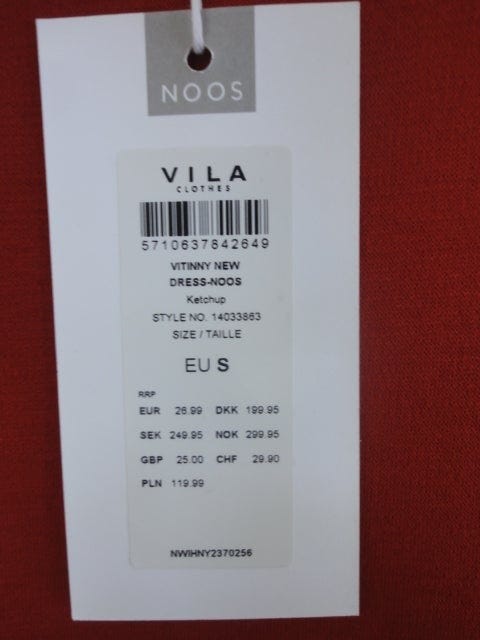 NOOS
VILA
CLOTHES
5710637842649
VITINNY NEW
DRESS-NOOS
Ketchup
STYLE NO. 14033863
SIZE / TAILLE
EU S
RRP
EUR 26.99 DKK 199.95
SEK 249.95 NOK 299.95
GBP 25.00 CHF 29.90
PLN 119.99
NWIHNY2370256